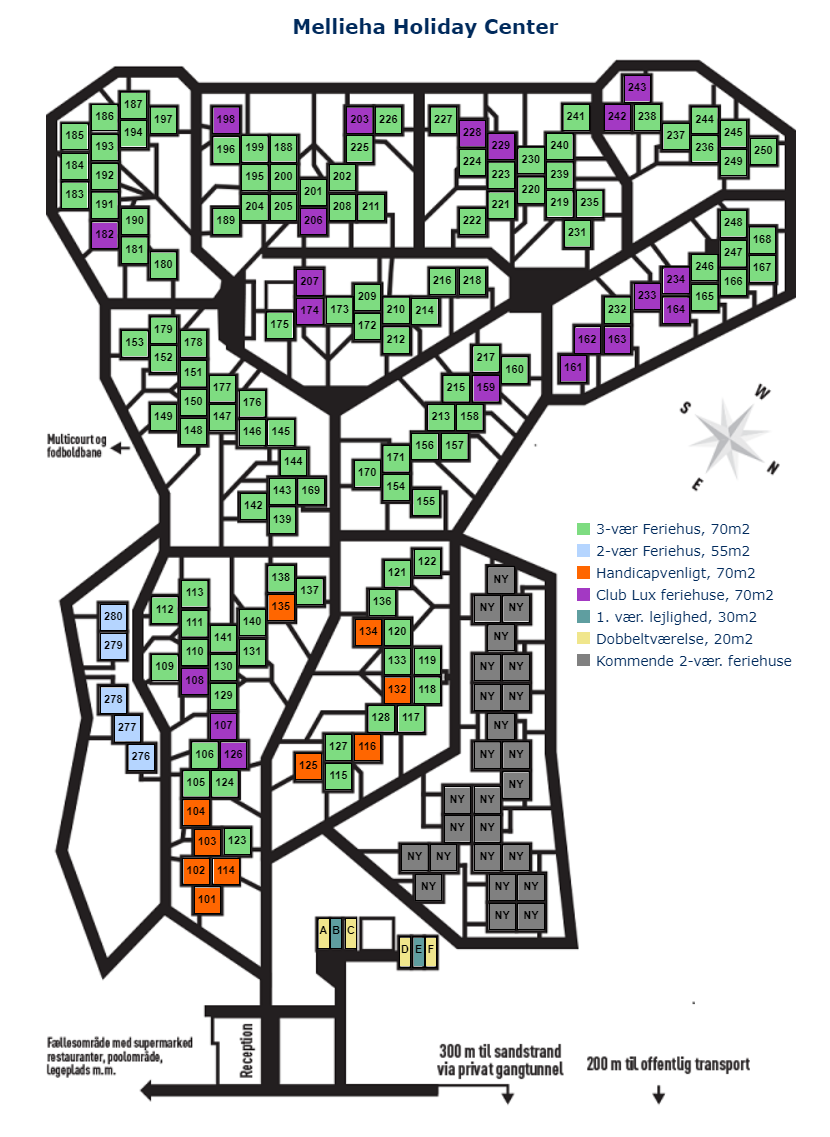 Mellieha Holiday Center
243
187
186 197 198 203 226 227 241 242 238 244
185 194 228 237 245
193 196 199 188 225 229 240 236 250
184 192 195 200 202 224 230 239 249
183 191 201 223 220
190 189 204 205 206 208 211 222 221 219 235
182 181 231
180
248
168
207 216 218 234 246 247 167
175 174 173 209 210 214 232 233 164 165 166
172 212 162 163
161
179
153 178
152 151
177 176
150
149 147
148 146 145
144
143 169
142
139
217
160
215 159
213 158
156 157
171
170
154
155
Multicourt og
fodboldbane
S W
E N
3-vær Feriehus, 70m2
2-vær Feriehus, 55m2
Handicapvenligt, 70m2
Club Lux feriehuse, 70m2
1. vær. lejlighed, 30m2
Dobbeltværelse, 20m2
Kommende 2-vær. feriehuse
280
279
278
277
276
138
113 137
112 135
111 140
141
110 131
109 130
108
129
107
106 126
105 124
104
103 123
102 114
101
122
121
136
134 120
133 119
132 118
128 117
127 116
125
115
NY
NY NY
NY
NY NY
NY NY
NY
NY NY
NY
NY NY
NY NY
NY NY NY NY
NY NY NY
NY NY
A B C
D E F
Reception
Fællesområde med supermarked
restauranter, poolområde,
legeplads m.m.
300 m til sandstrand
via privat gangtunnel
200 m til offentlig transport